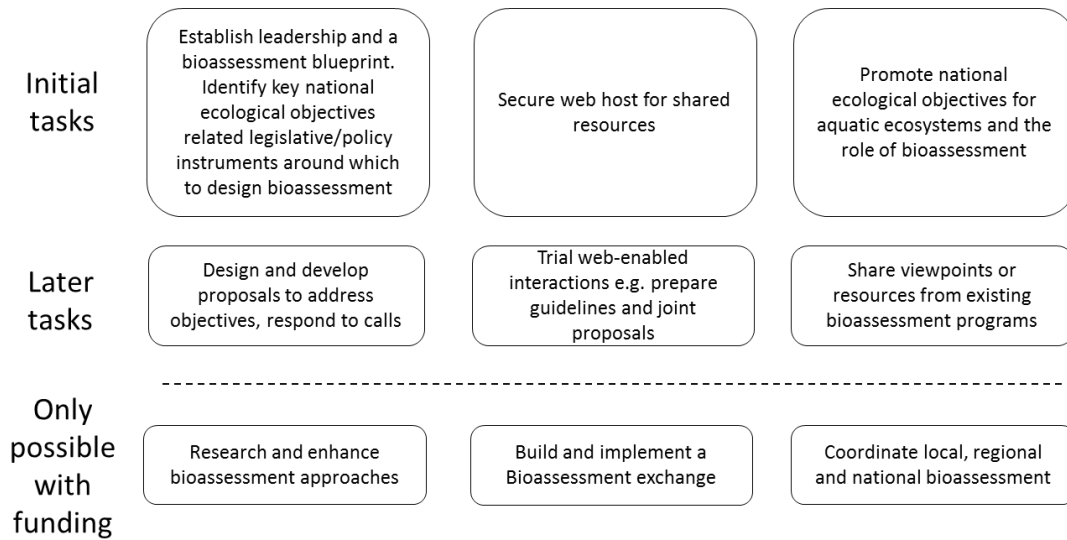 Initial
tasks
Establish leadership and a
bioassessment blueprint.
Identify key national
ecological objectives
related legislative/policy
instruments around which
to design bioassessment
Secure web host for shared
resources
Promote national
ecological objectives for
aquatic ecosystems and the
role of bioassessment
Later
tasks
Design and develop
proposals to address
objectives, respond to calls
Trial web-enabled
interactions e.g. prepare
guidelines and joint
proposals
Share viewpoints or
resources from existing
bioassessment programs
Only
possible
with
funding
Research and enhance
bioassessment approaches
Build and implement a
Bioassessment exchange
Coordinate local, regional
and national bioassessment